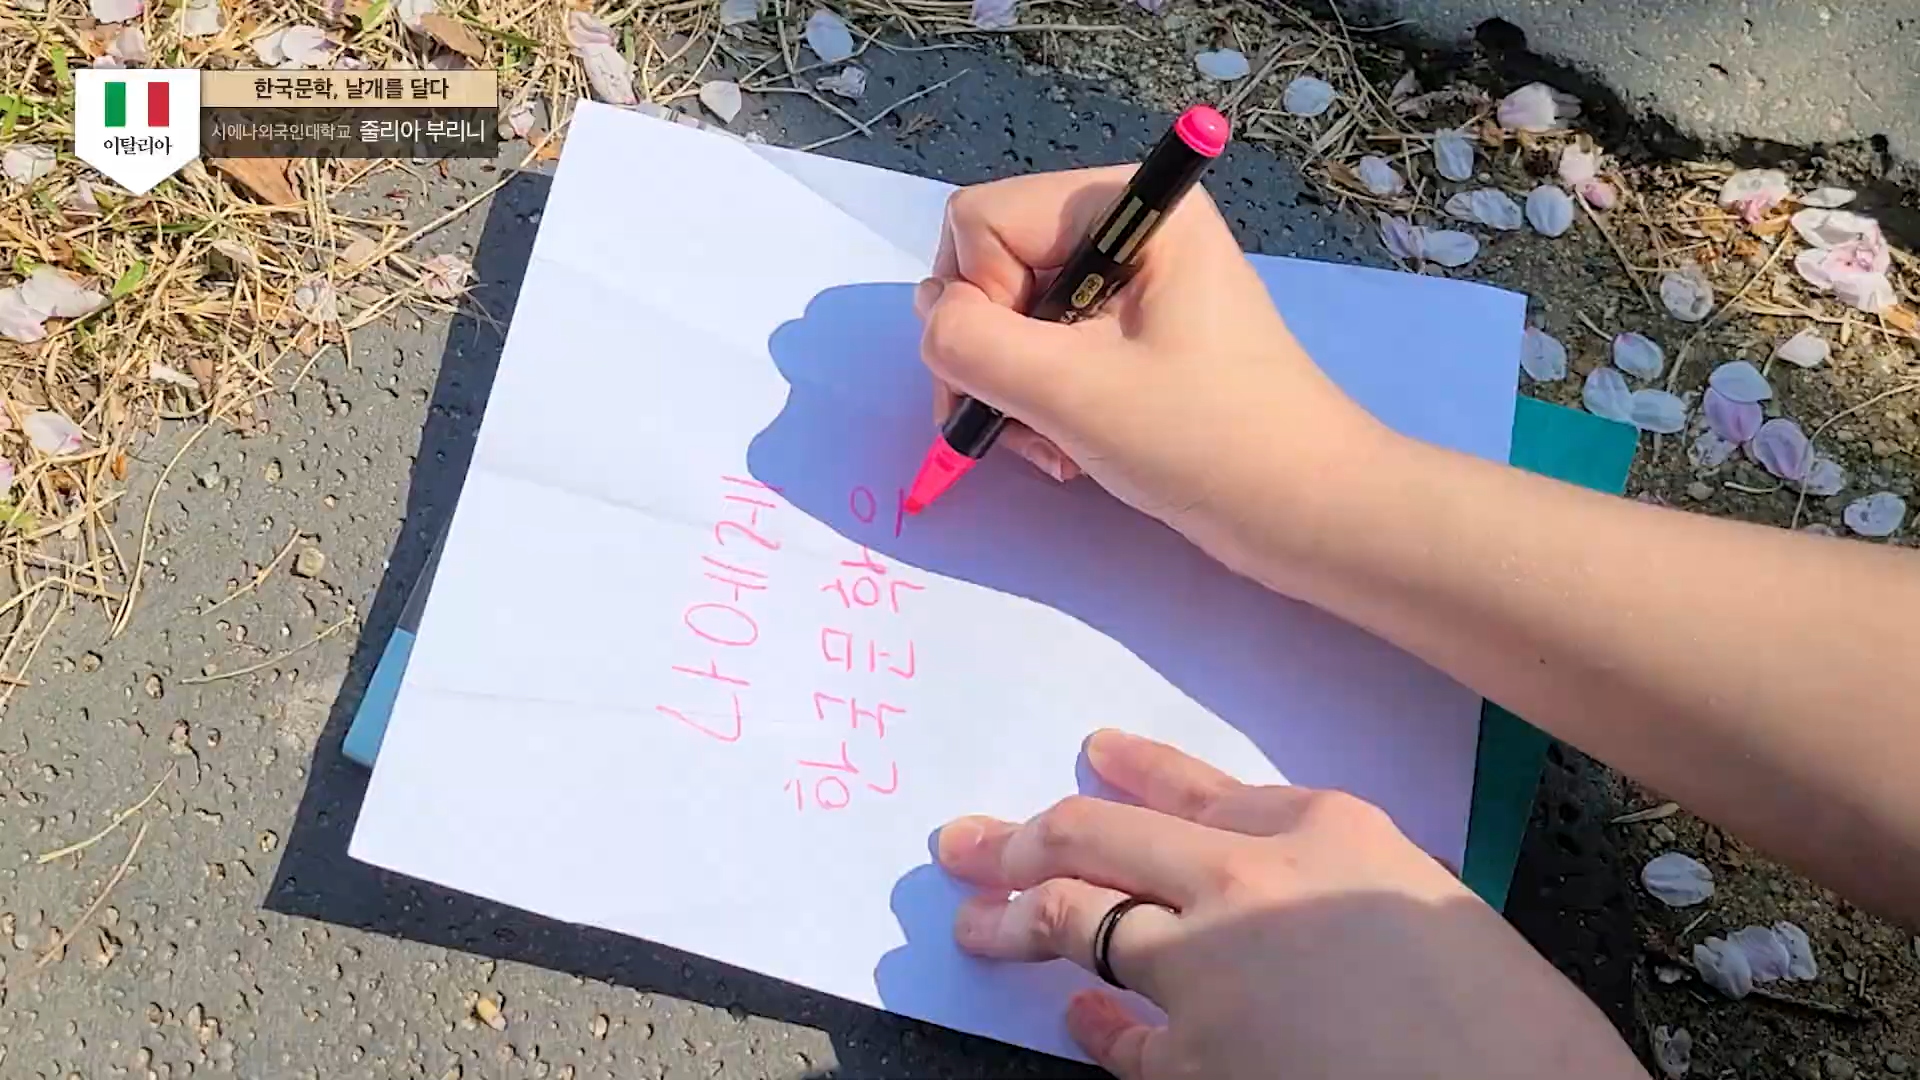 한국문학, 날개를 달다
시에나외국인대학교 줄리아 부리니
이탈리아
나에게
한국문학으